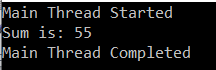 Main Thread Started
Sum is: 55
Main Thread Completed